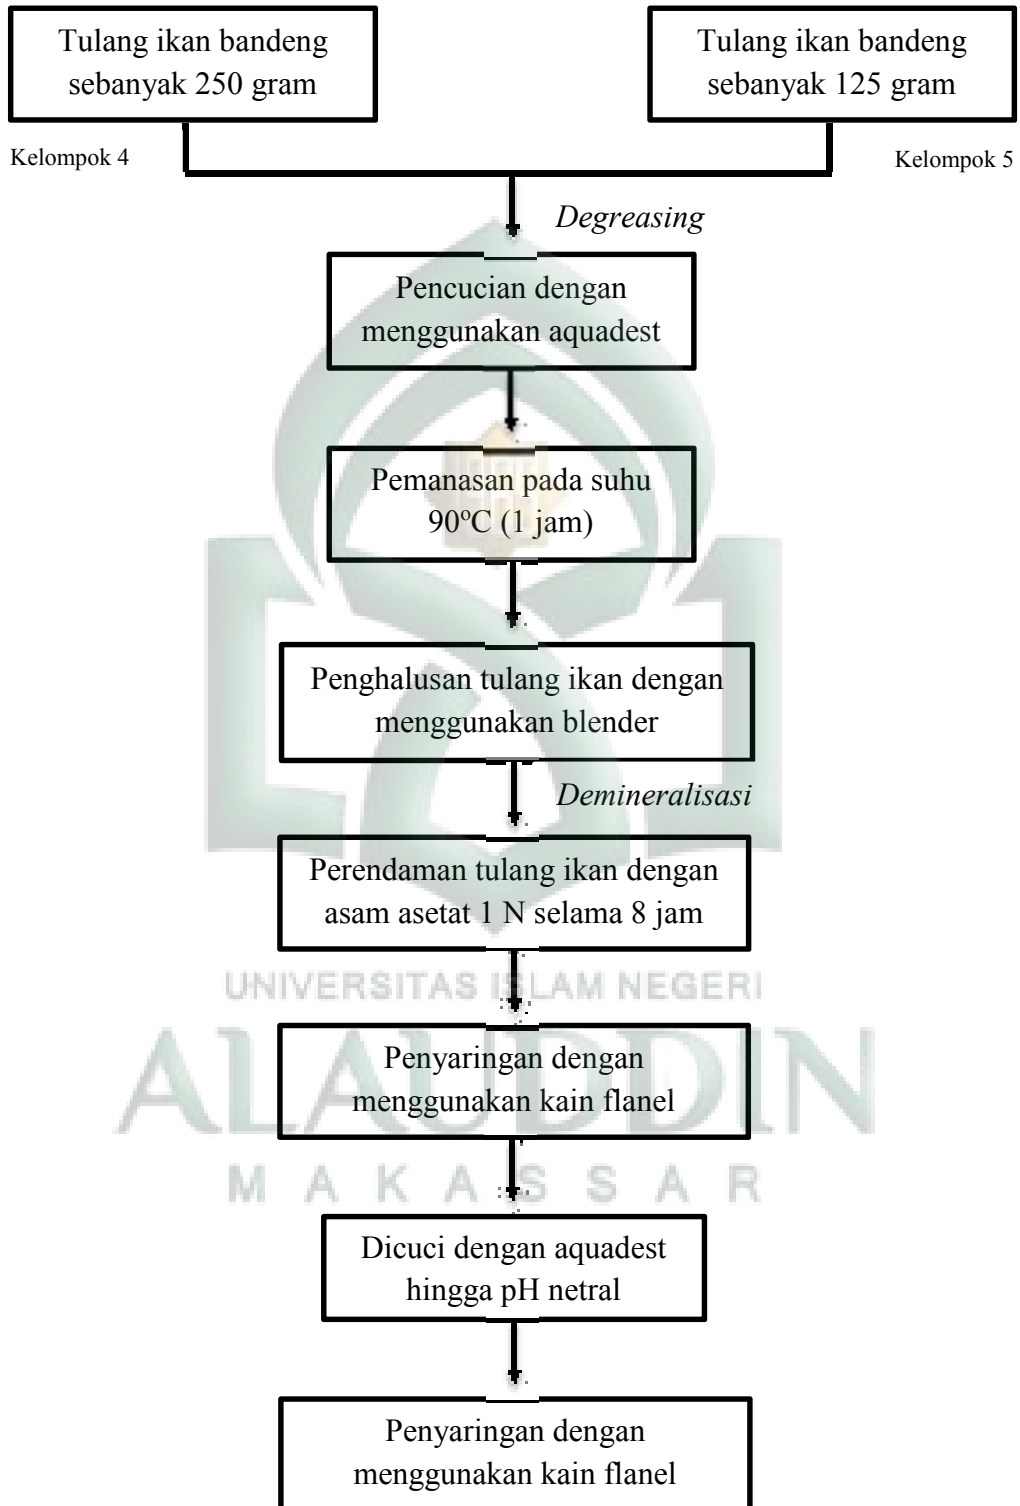 Tulang ikan bandeng
sebanyak 250 gram
Tulang ikan bandeng
sebanyak 125 gram
Kelompok 4
Kelompok 5
Degreasing
Pencucian dengan
menggunakan aquadest
Pemanasan pada suhu
90ºC (1 jam)
Penghalusan tulang ikan dengan
menggunakan blender
Demineralisasi
Perendaman tulang ikan dengan
asam asetat 1 N selama 8 jam
UNIVERSITAS ISLAM NEGERI
Penyaringan dengan
menggunakan kain flanel
ALAUDDIN
MAKASSAR
Dicuci dengan aquadest
hingga pH netral
Penyaringan dengan
menggunakan kain flanel